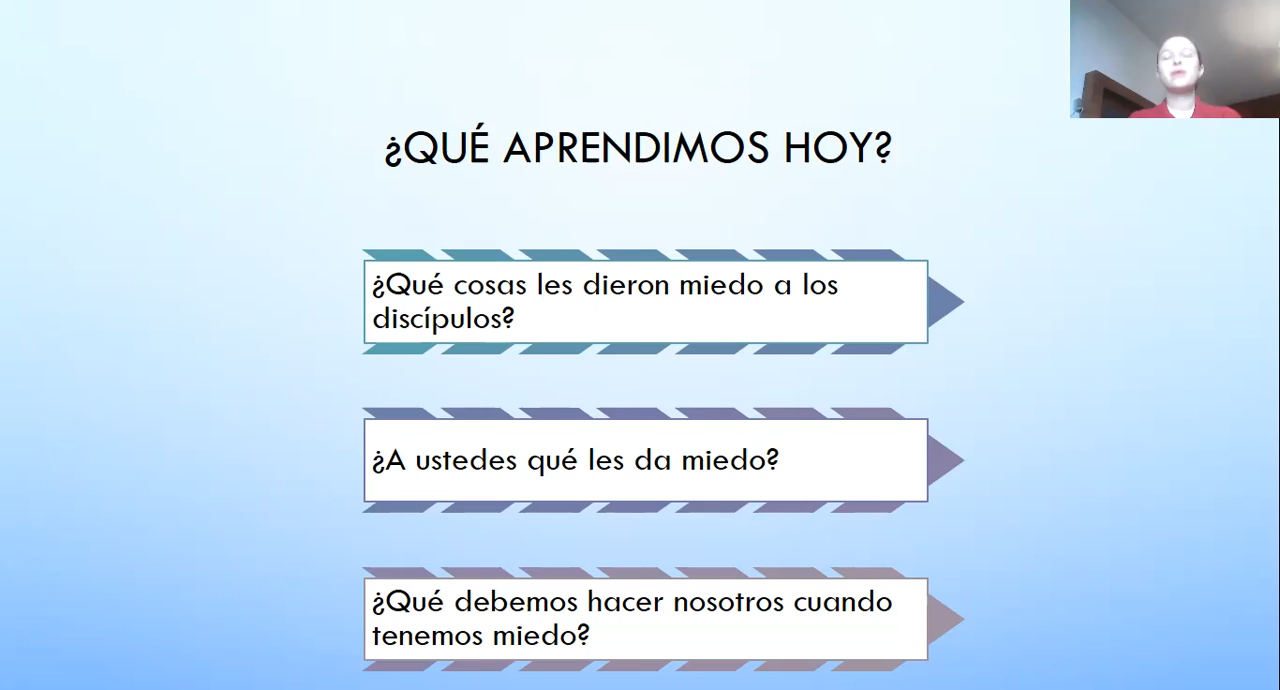 ¿QUÉ APRENDIMOS HOY?
¿Qué cosas les dieron miedo a los
discípulos?
¿A ustedes qué les da miedo?
¿Qué debemos hacer nosotros cuando
tenemos miedo?